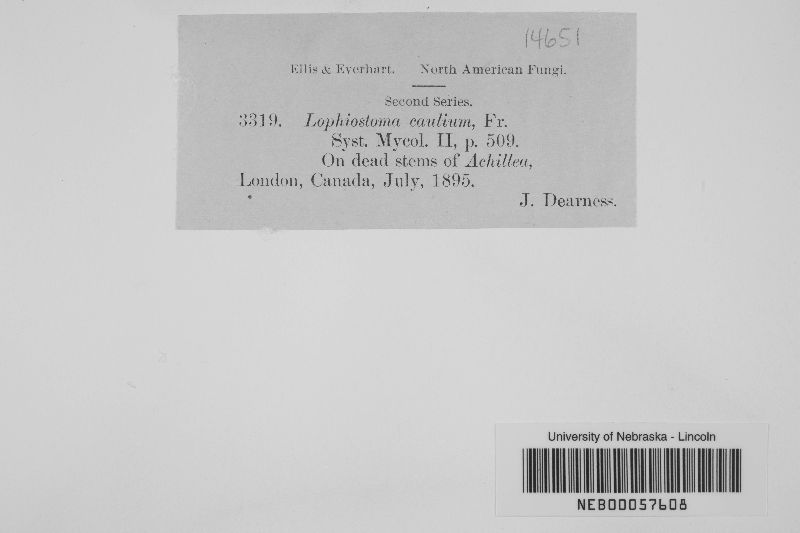 14651
Ellis & Everhart. North American Fungi.
Second Series.
3319. Lophiostoma caulium, Fr.
Syst. Mycol. II, p. 509.
On dead stems of Achillea,
London, Canada, July, 1895.
J. Dearness.
University of Nebraska - Lincoln
NEB00057608